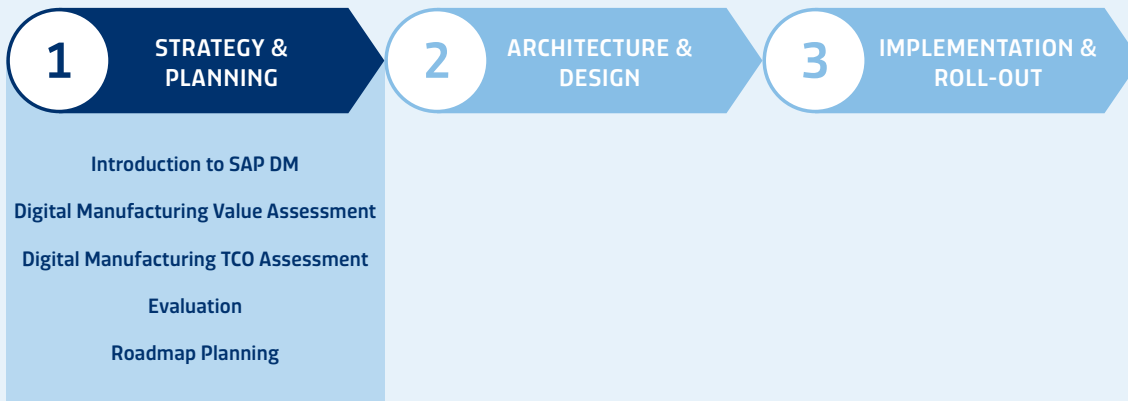 1
STRATEGY &
PLANNING
2
ARCHITECTURE &
DESIGN
3
IMPLEMENTATION &
ROLL-OUT
Introduction to SAP DM
Digital Manufacturing Value Assessment
Digital Manufacturing TCO Assessment
Evaluation
Roadmap Planning